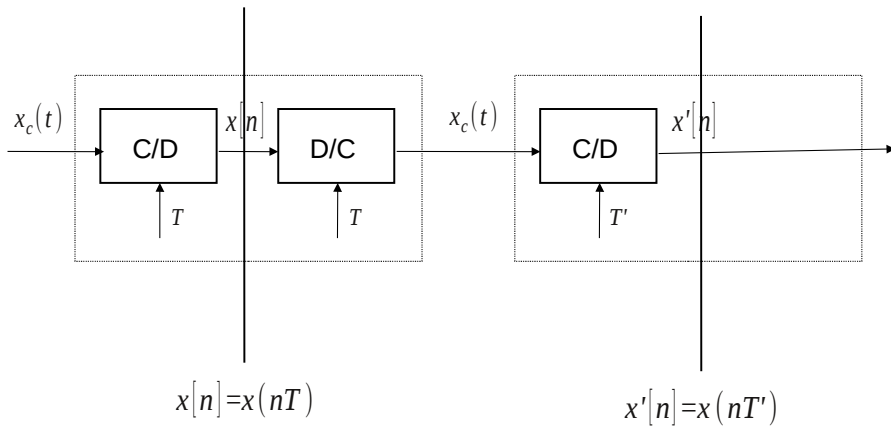 x_c(t) x[n] x_c(t) x'[n]
C/D D/C C/D
T T T'
x[n]=x(nT) x'[n]=x(nT')